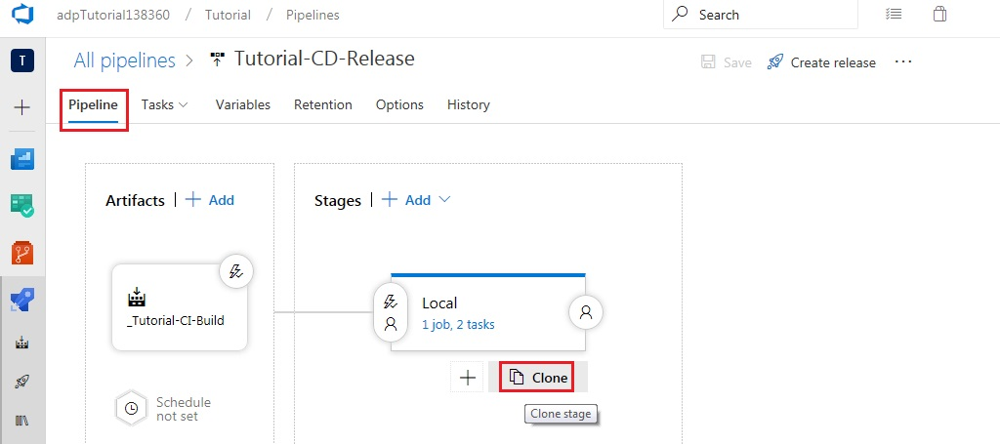 adpTutorial138360 / Tutorial / Pipelines
Search
T
All pipelines > Tutorial-CD-Release
Save
Create release
...
Pipeline
Tasks
Variables
Retention
Options
History
Artifacts | + Add
Stages | + Add
_Tutorial-CI-Build
Local
1 job, 2 tasks
Clone
Clone stage
Schedule
not set